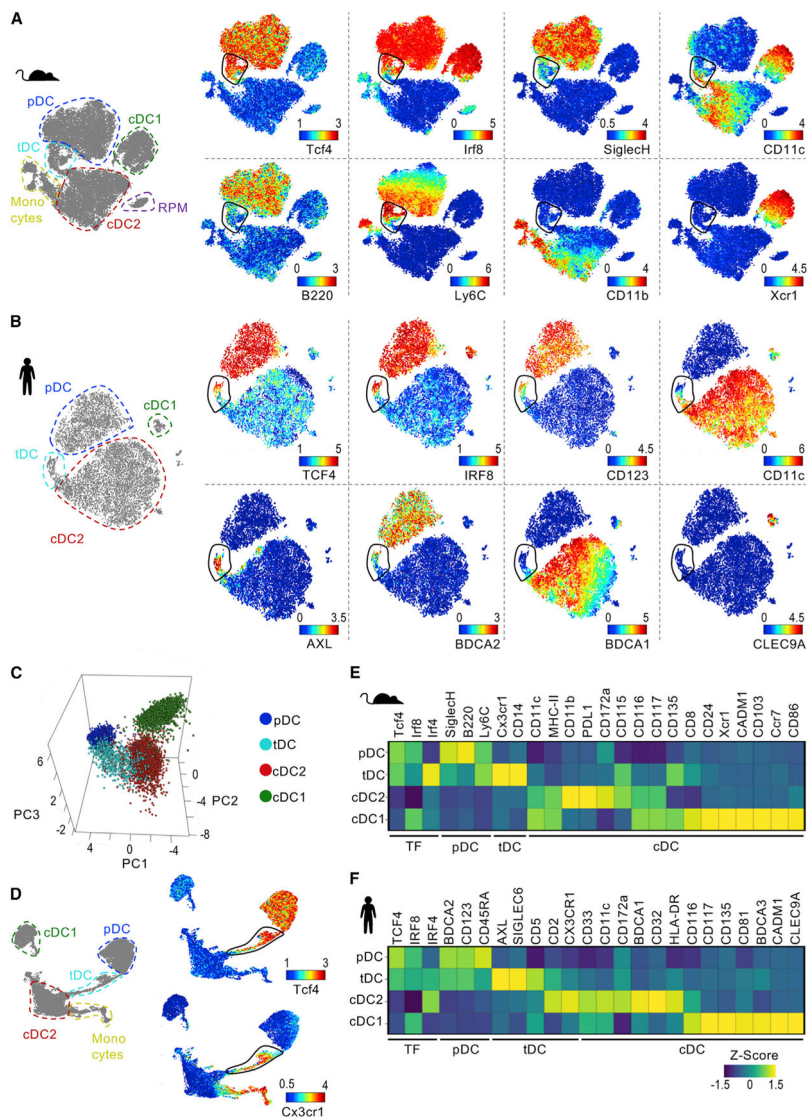 A
pDC
cDC1
tDC
Mono
cytes
RPM
cDC2
1 3
Tcf4
0 5
Irf8
0.5 4
SiglecH
0 4
CD11c
0 3
B220
0 6
Ly6C
0 4
CD11b
0 4.5
Xcr1
B
pDC
cDC1
tDC
cDC2
1 5
TCF4
1 5
IRF8
0 4.5
CD123
0 6
CD11c
0 3.5
AXL
0 3
BDCA2
0 5
BDCA1
0 4.5
CLEC9A
C
6
2
-2
PC3
4 0 -4
PC1
0
-4
-8
PC2
pDC
tDC
cDC2
cDC1
D
cDC1
pDC
tDC
cDC2
Mono
cytes
1 3
Tcf4
0.5 4
Cx3cr1
E
Tcf4 Irf8 Irf4 SiglecH B220 Ly6C Cx3cr1 CD14 CD11c MHC-II CD11b PDL1 CD172a CD115 CD116 CD117 CD135 CD8 CD24 Xcr1 CADM1 CD103 Ccr7 CD86
pDC
tDC
cDC2
cDC1
TF pDC tDC cDC
F
TCF4 IRF8 IRF4 BDCA2 CD123 CD45RA AXL SIGLEC6 CD5 CD2 CX3CR1 CD33 CD11c CD172a BDCA1 CD32 HLA-DR CD116 CD117 CD135 CD81 BDCA3 CADM1 CLEC9A
pDC
tDC
cDC2
cDC1
TF pDC tDC cDC
Z-Score
-1.5 1.5